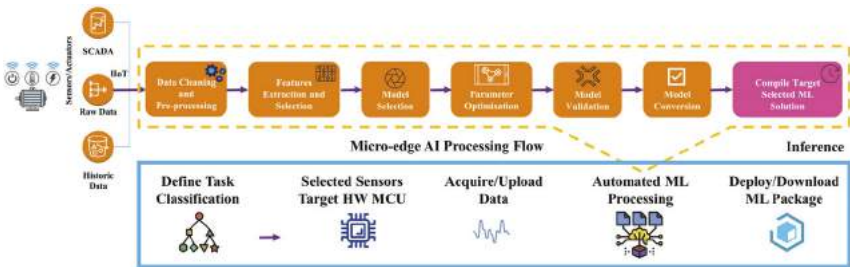 SCADA
Sensors/Actuators
IIoT
Raw Data
Historic
Data
Data Cleaning
and
Pre-processing
Features
Extraction and
Selection
Model
Selection
Parameter
Optimisation
Model
Validation
Model
Conversion
Compile Target
Selected ML
Solution
Micro-edge AI Processing Flow
Inference
Define Task
Classification
Selected Sensors
Target HW MCU
Acquire/Upload
Data
Automated ML
Processing
Deploy/Download
ML Package